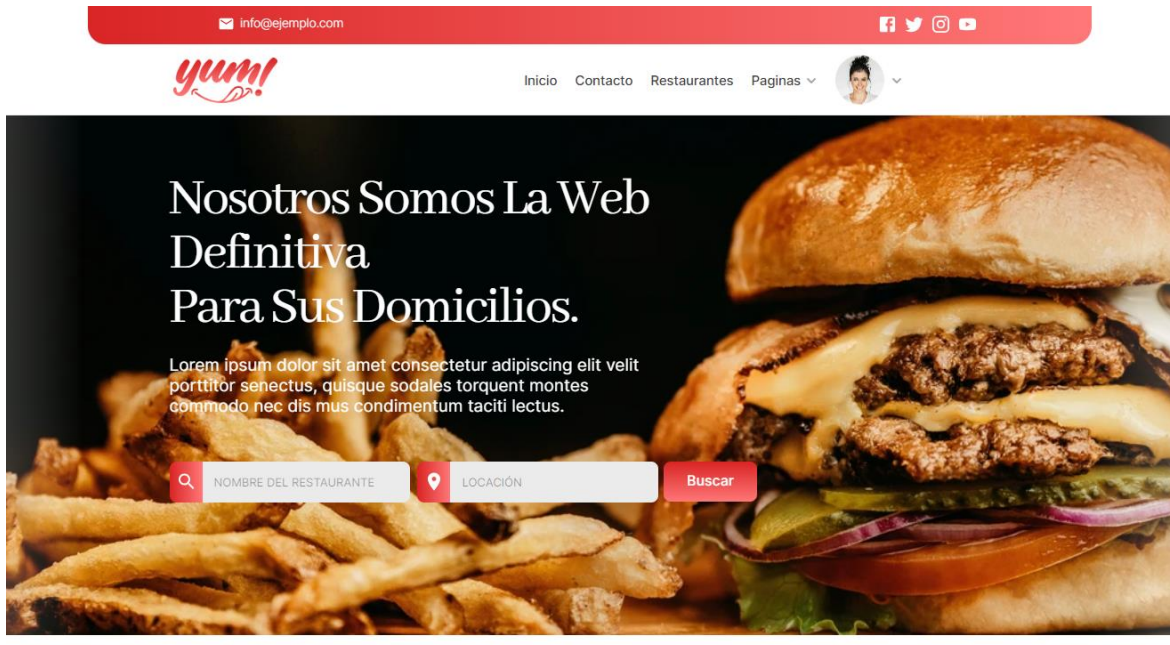 info@ejemplo.com
yum!
Inicio Contacto Restaurantes Paginas
Nosotros Somos La Web
Definitiva
Para Sus Domicilios.
Lorem ipsum dolor sit amet consectetur adipiscing elit velit
porttitor senectus, quisque sodales torquent montes
commodo nec dis mus condimentum taciti lectus.
NOMBRE DEL RESTAURANTE LOCACIÓN Buscar